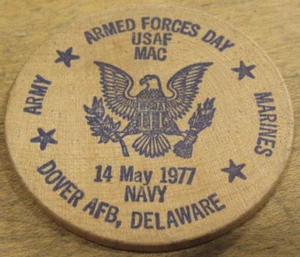 ARMED FORCES DAY
USAF
MAC
ARMY
MARINES
14 May 1977
NAVY
DOVER AFB, DELAWARE